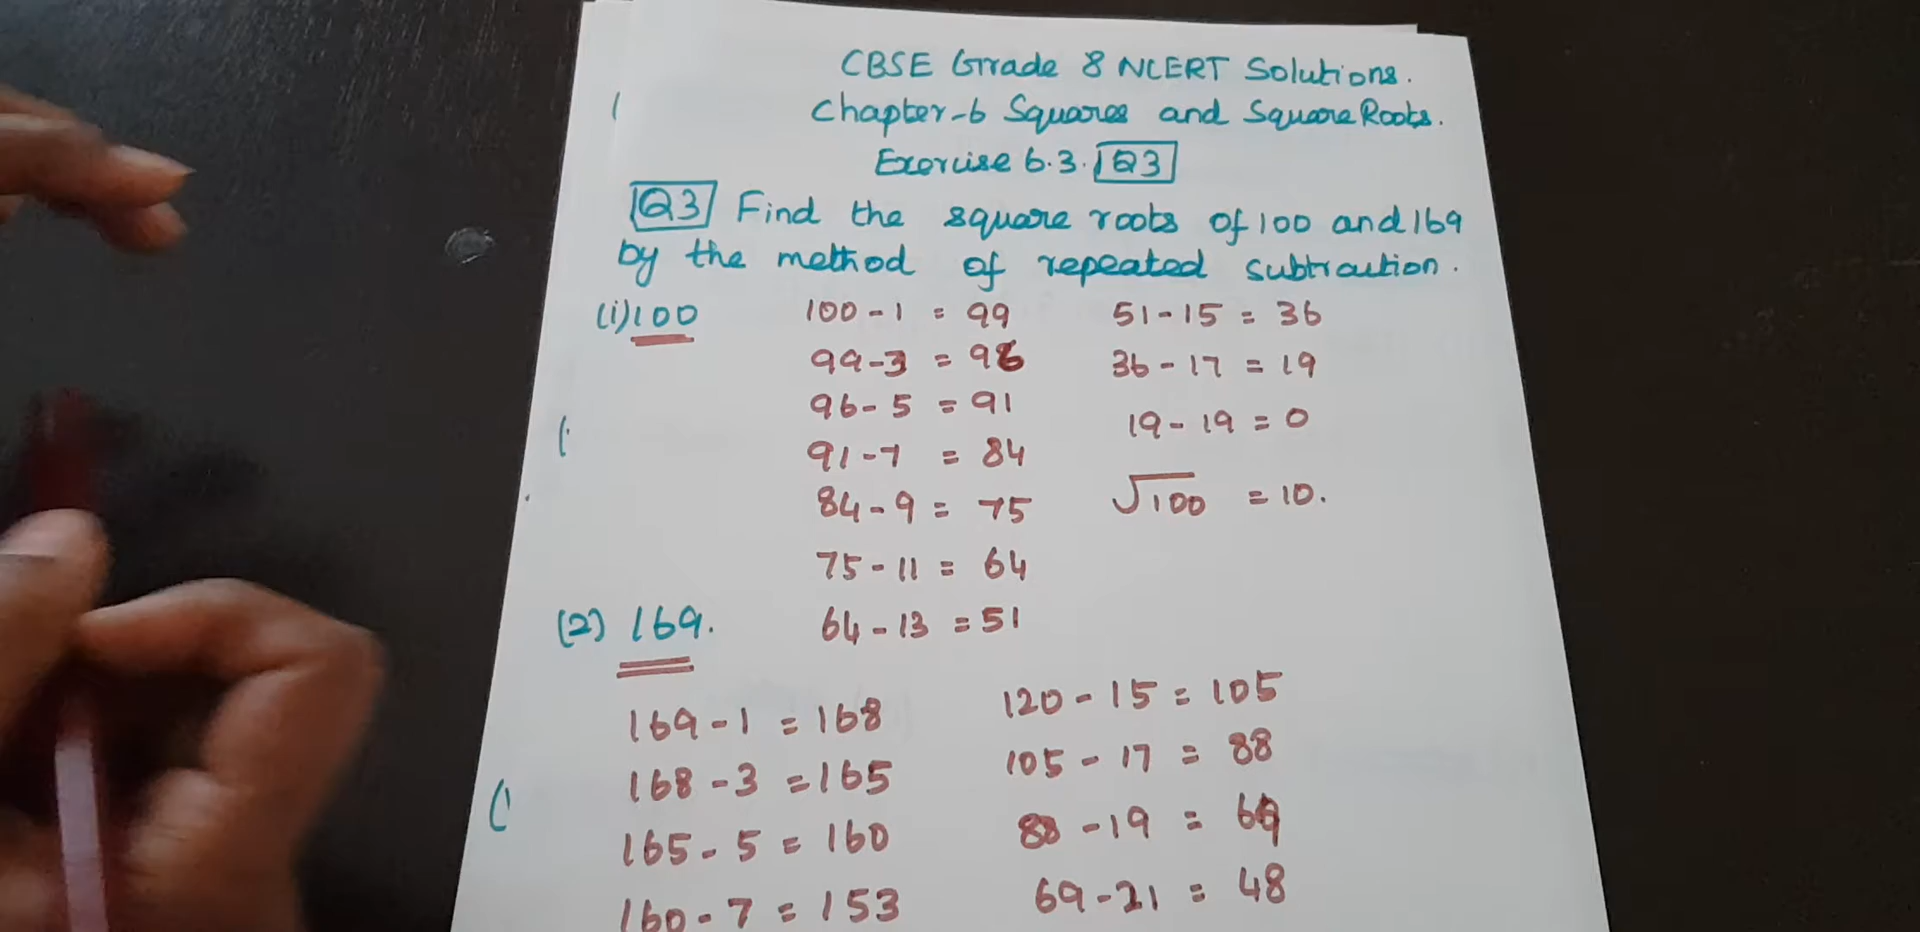 CBSE Grade 8 NCERT Solutions.
Chapter-6 Squares and Square Roots.
Exercise 6.3. Q3
Q3 Find the square roots of 100 and 169
by the method of repeated subtraction.
(i) 100
100 - 1 = 99
99 - 3 = 96
96 - 5 = 91
91 - 7 = 84
84 - 9 = 75
75 - 11 = 64
64 - 13 = 51
51 - 15 = 36
36 - 17 = 19
19 - 19 = 0
√100 = 10.
(2) 169.
169 - 1 = 168
168 - 3 = 165
165 - 5 = 160
160 - 7 = 153
120 - 15 = 105
105 - 17 = 88
88 - 19 = 69
69 - 21 = 48